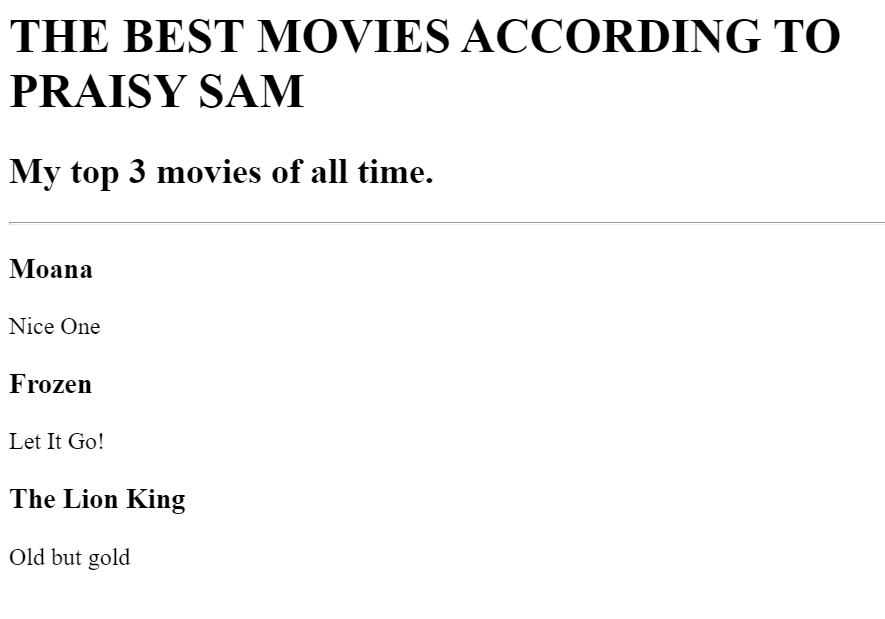 THE BEST MOVIES ACCORDING TO
PRAISY SAM
My top 3 movies of all time.
Moana
Nice One
Frozen
Let It Go!
The Lion King
Old but gold